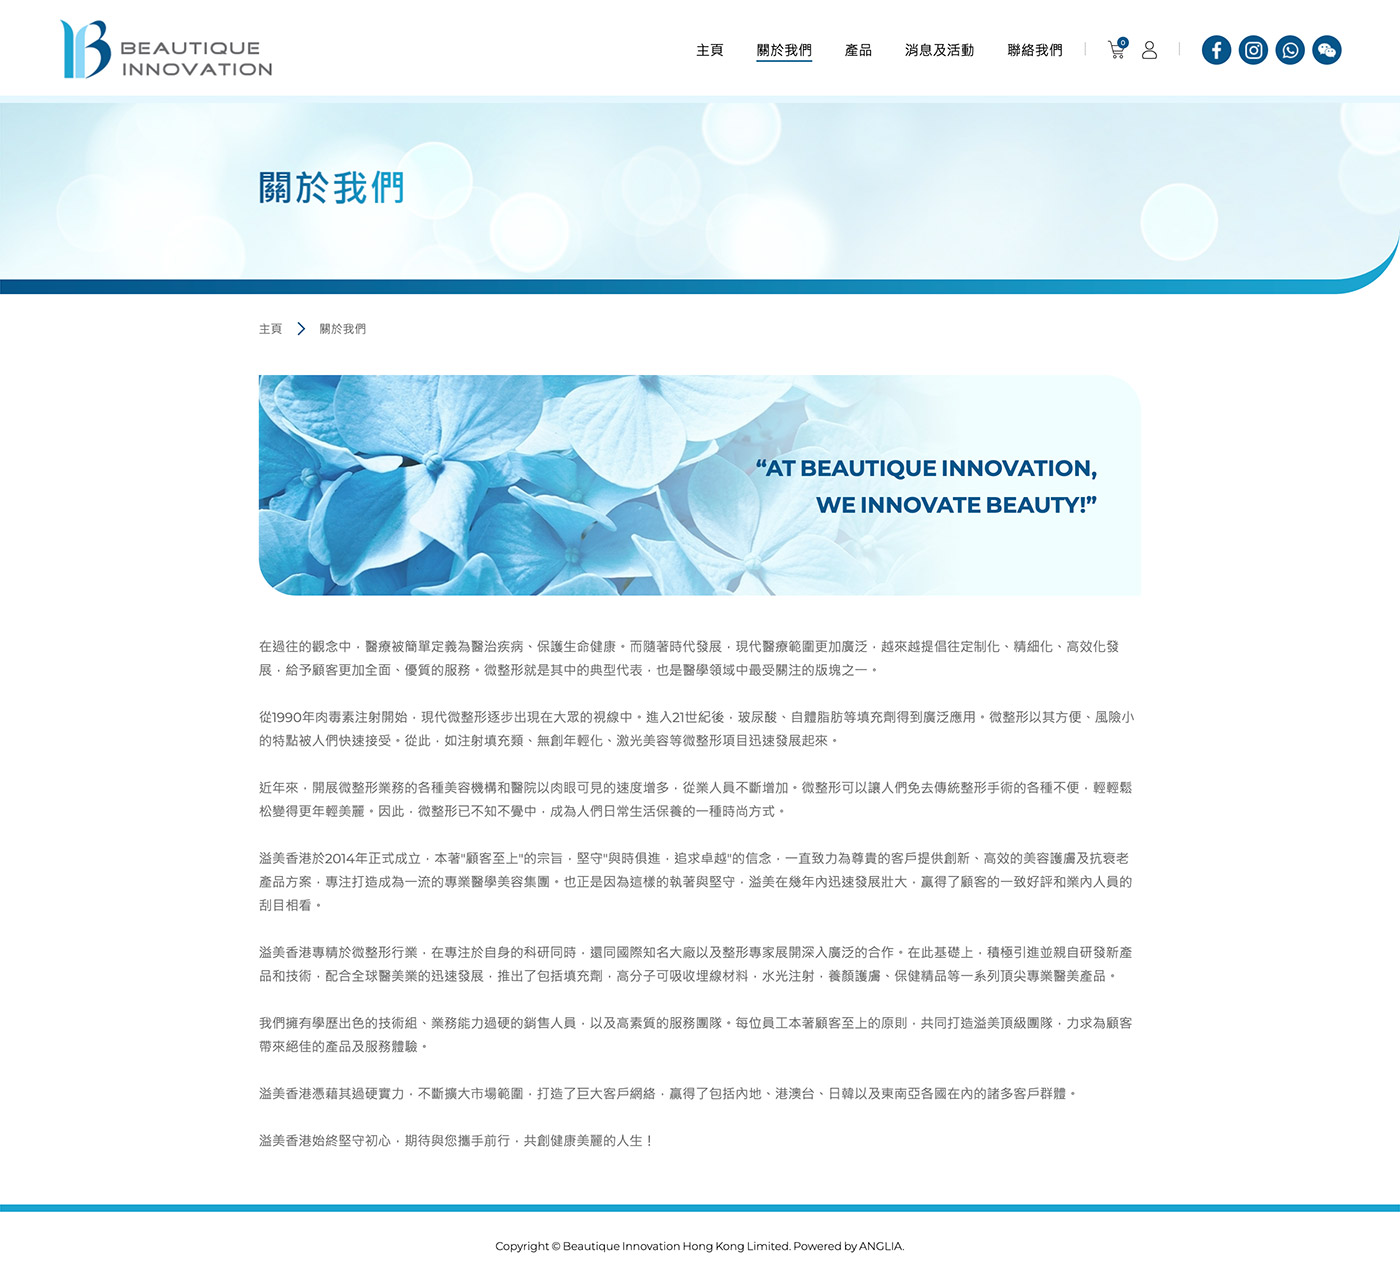 BEAUTIQUE
INNOVATION
主頁 關於我們 產品 消息及活動 聯絡我們 0
關於我們
主頁 關於我們
“AT BEAUTIQUE INNOVATION,
WE INNOVATE BEAUTY!”
在過往的觀念中，醫療被簡單定義為醫治疾病、保護生命健康。而隨著時代發展，現代醫療範圍更加廣泛，越來越提倡往定制化、精細化、高效化發
展，給予顧客更加全面、優質的服務。微整形就是其中的典型代表，也是醫學領域中最受關注的版塊之一。
從1990年肉毒素注射開始，現代微整形逐步出現在大眾的視線中。進入21世紀後，玻尿酸、自體脂肪等填充劑得到廣泛應用。微整形以其方便、風險小
的特點被人們快速接受。從此，如注射填充類、無創年輕化、激光美容等微整形項目迅速發展起來。
近年來，開展微整形業務的各種美容機構和醫院以肉眼可見的速度增多，從業人員不斷增加。微整形可以讓人們免去傳統整形手術的各種不便，輕輕鬆
松變得更年輕美麗。因此，微整形已不知不覺中，成為人們日常生活保養的一種時尚方式。
溢美香港於2014年正式成立，本著"顧客至上"的宗旨，堅守"與時俱進，追求卓越"的信念，一直致力為尊貴的客戶提供創新、高效的美容護膚及抗衰老
產品方案，專注打造成為一流的專業醫學美容集團。也正是因為這樣的執著與堅守，溢美在幾年內迅速發展壯大，贏得了顧客的一致好評和業內人員的
刮目相看。
溢美香港專精於微整形行業，在專注於自身的科研同時，還同國際知名大廠以及整形專家展開深入廣泛的合作。在此基礎上，積極引進並親自研發新產
品和技術，配合全球醫美業的迅速發展，推出了包括填充劑，高分子可吸收埋線材料，水光注射，養顏護膚、保健精品等一系列頂尖專業醫美產品。
我們擁有學歷出色的技術組、業務能力過硬的銷售人員，以及高素質的服務團隊。每位員工本著顧客至上的原則，共同打造溢美頂級團隊，力求為顧客
帶來絕佳的產品及服務體驗。
溢美香港憑藉其過硬實力，不斷擴大市場範圍，打造了巨大客戶網絡，贏得了包括內地、港澳台、日韓以及東南亞各國在內的諸多客戶群體。
溢美香港始終堅守初心，期待與您攜手前行，共創健康美麗的人生！
Copyright © Beautique Innovation Hong Kong Limited. Powered by ANGLIA.